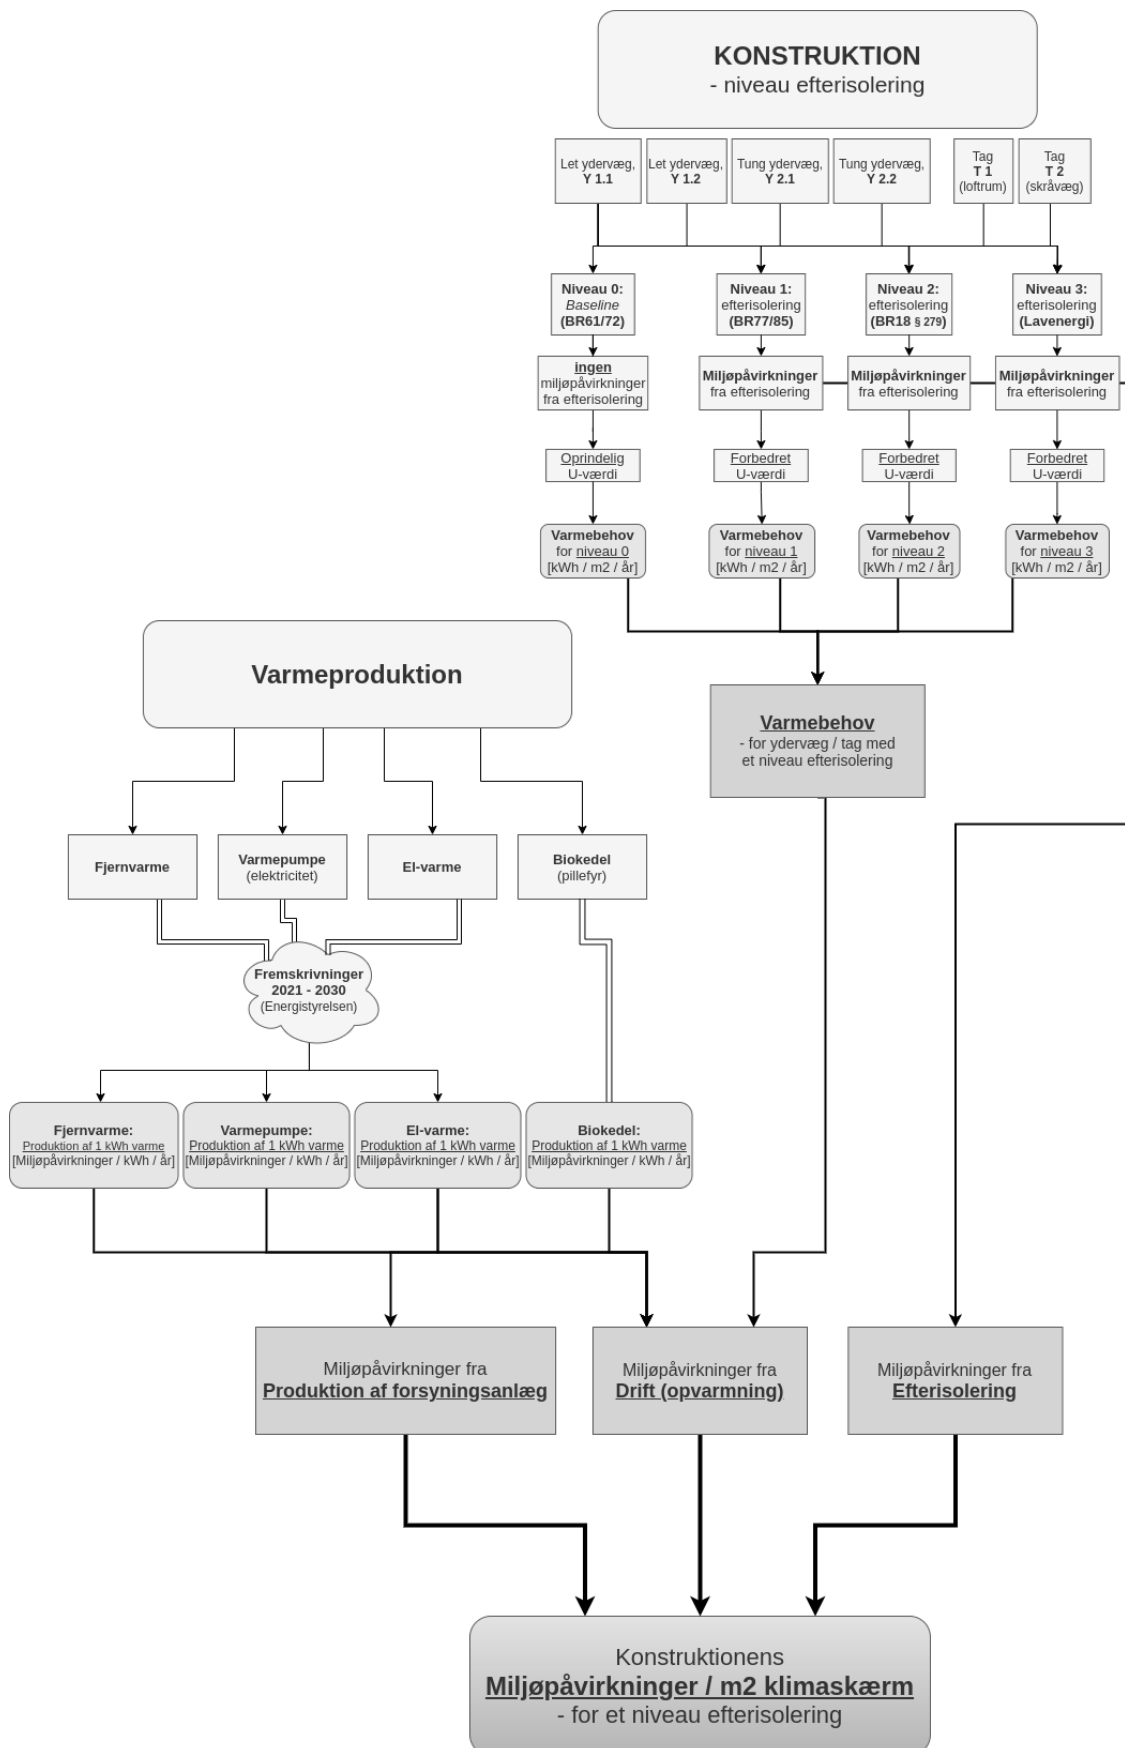 KONSTRUKTION
- niveau efterisolering
Let ydervæg,
Y 1.1
Let ydervæg,
Y 1.2
Tung ydervæg,
Y 2.1
Tung ydervæg,
Y 2.2
Tag
T 1
(loftrum)
Tag
T 2
(skråvæg)
Niveau 0:
Baseline
(BR61/72)
Niveau 1:
efterisolering
(BR77/85)
Niveau 2:
efterisolering
(BR18 § 279)
Niveau 3:
efterisolering
(Lavenergi)
ingen
miljøpåvirkninger
fra efterisolering
Miljøpåvirkninger
fra efterisolering
Miljøpåvirkninger
fra efterisolering
Miljøpåvirkninger
fra efterisolering
Oprindelig
U-værdi
Forbedret
U-værdi
Forbedret
U-værdi
Forbedret
U-værdi
Varmebehov
for niveau 0
[kWh / m2 / år]
Varmebehov
for niveau 1
[kWh / m2 / år]
Varmebehov
for niveau 2
[kWh / m2 / år]
Varmebehov
for niveau 3
[kWh / m2 / år]
Varmeproduktion
Varmebehov
- for ydervæg / tag med
et niveau efterisolering
Fjernvarme
Varmepumpe
(elektricitet)
El-varme
Biokedel
(pillefyr)
Fremskrivninger
2021 - 2030
(Energistyrelsen)
Fjernvarme:
Produktion af 1 kWh varme
[Miljøpåvirkninger / kWh / år]
Varmepumpe:
Produktion af 1 kWh varme
[Miljøpåvirkninger / kWh / år]
El-varme:
Produktion af 1 kWh varme
[Miljøpåvirkninger / kWh / år]
Biokedel:
Produktion af 1 kWh varme
[Miljøpåvirkninger / kWh / år]
Miljøpåvirkninger fra
Produktion af forsyningsanlæg
Miljøpåvirkninger fra
Drift (opvarmning)
Miljøpåvirkninger fra
Efterisolering
Konstruktionens
Miljøpåvirkninger / m2 klimaskærm
- for et niveau efterisolering